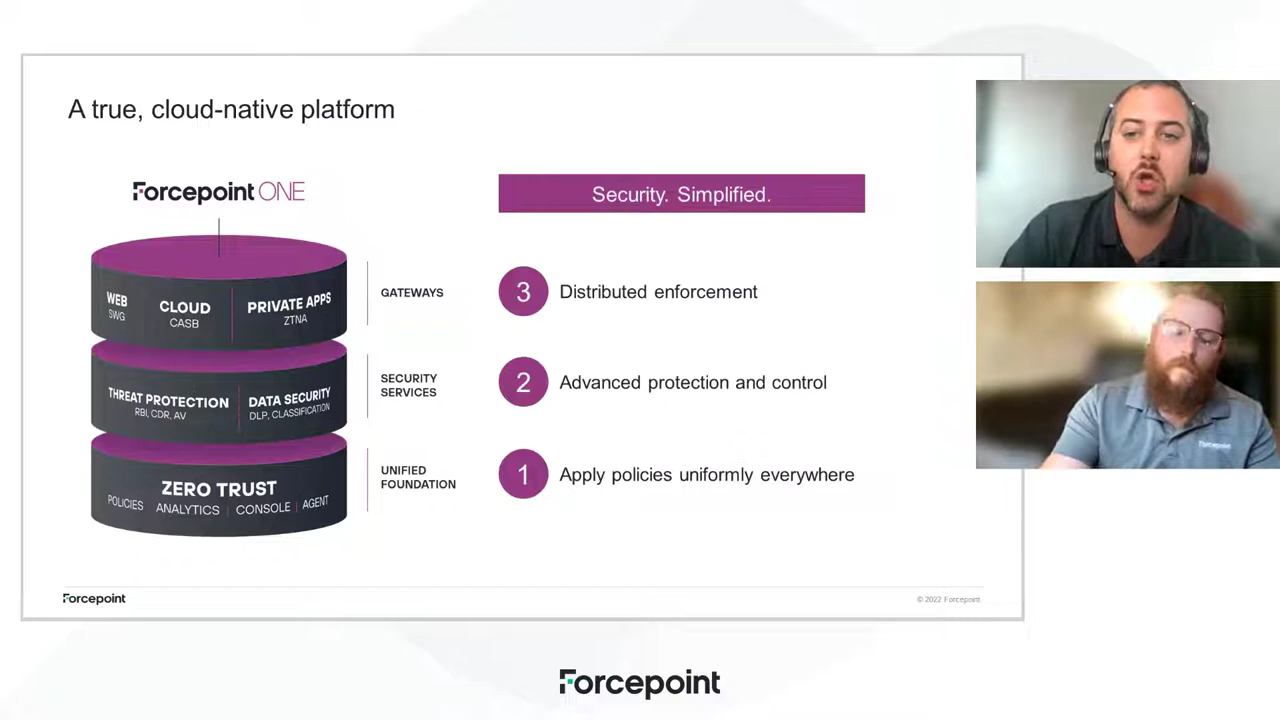 A true, cloud-native platform
Forcepoint ONE
WEB
SWG
CLOUD
CASB
PRIVATE APPS
ZTNA
GATEWAYS
THREAT PROTECTION
RBI, CDR, AV
DATA SECURITY
DLP, CLASSIFICATION
SECURITY
SERVICES
ZERO TRUST
POLICIES ANALYTICS | CONSOLE | AGENT
UNIFIED
FOUNDATION
Security. Simplified.
3 Distributed enforcement
2 Advanced protection and control
1 Apply policies uniformly everywhere
Forcepoint
© 2022 Forcepoint
Forcepoint
Forcepoint